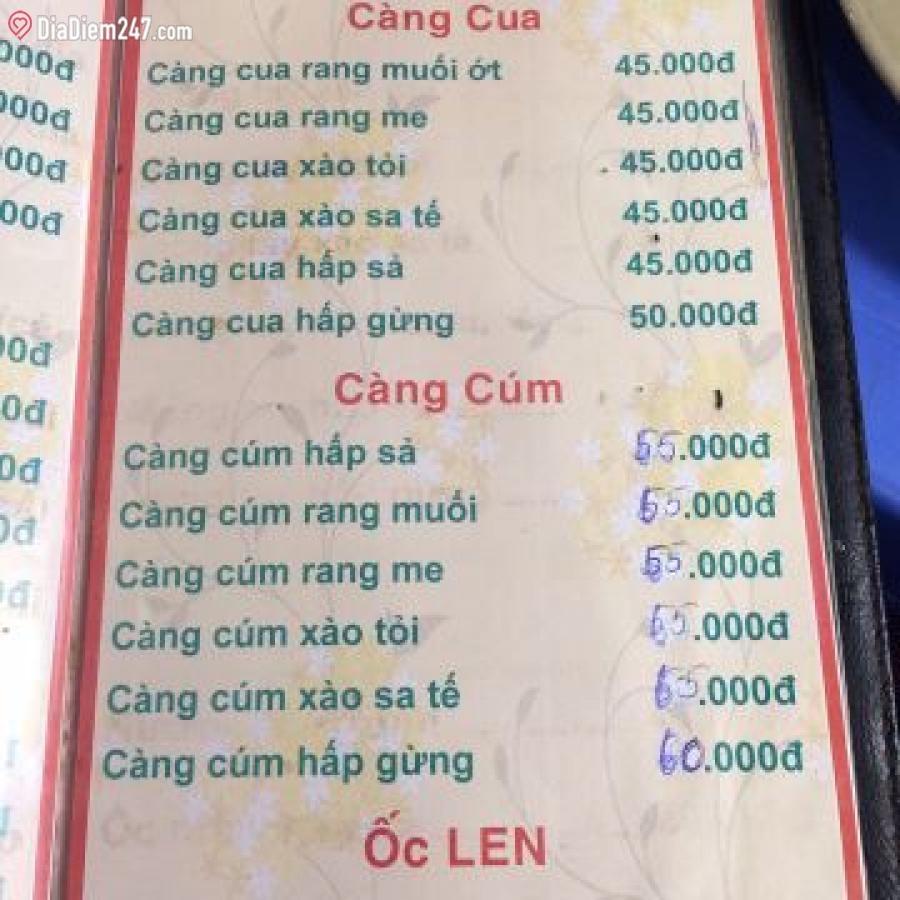 DiaDiem247.com
Càng Cua
Càng cua rang muối ớt 45.000đ
Càng cua rang me 45.000đ
Càng cua xào tỏi 45.000đ
Càng cua xào sa tế 45.000đ
Càng cua hấp sả 45.000đ
Càng cua hấp gừng 50.000đ
Càng Cúm
Càng cúm hấp sả 55.000đ
Càng cúm rang muối 55.000đ
Càng cúm rang me 55.000đ
Càng cúm xào tỏi 55.000đ
Càng cúm xào sa tế 55.000đ
Càng cúm hấp gừng 60.000đ
Ốc LEN